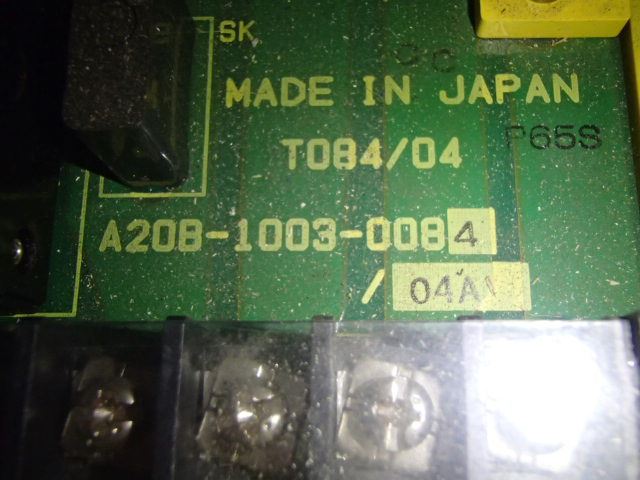 SK
MADE IN JAPAN
T084/04
P65S
A20B-1003-0084
/04A